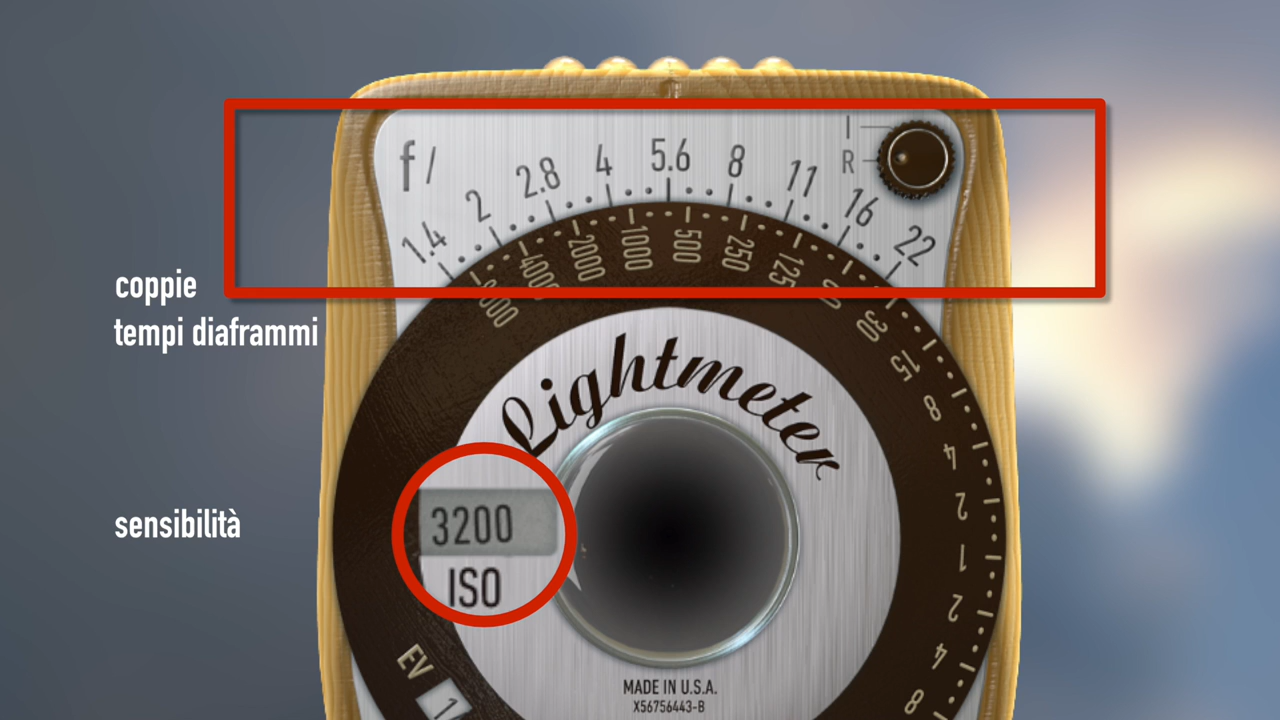 f/ 1.4 2 2.8 4 5.6 8 11 16 22
I
R
4000 2000 1000 500 250 125
30 15 8 4 2 1 2 4 8
coppie
tempi diaframmi
Lightmeter
sensibilità
3200
ISO
EV
MADE IN U.S.A.
X56756443-B